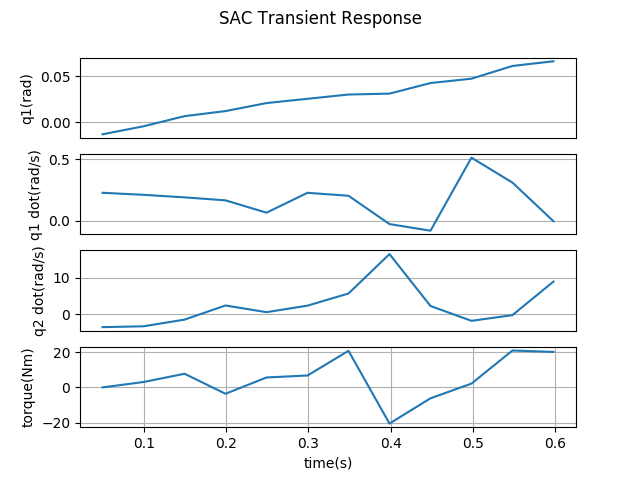 SAC Transient Response
q1(rad)
0.05
0.00
q1 dot(rad/s)
0.5
0.0
q2 dot(rad/s)
10
0
torque(Nm)
20
0
−20
0.1 0.2 0.3 0.4 0.5 0.6
time(s)